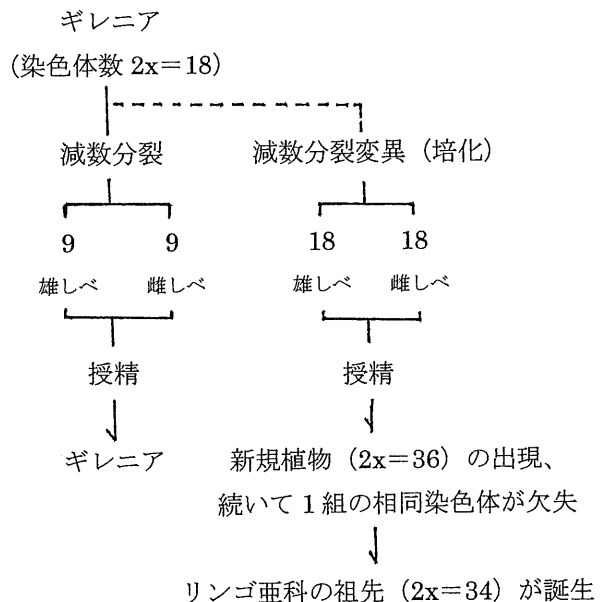 ギレニア
(染色体数 2x=18)
減数分裂 減数分裂変異（培化）
9 9 18 18
雄しべ 雌しべ 雄しべ 雌しべ
授精 授精
ギレニア 新規植物（2x=36）の出現、
続いて 1 組の相同染色体が欠失
リンゴ亜科の祖先（2x=34）が誕生